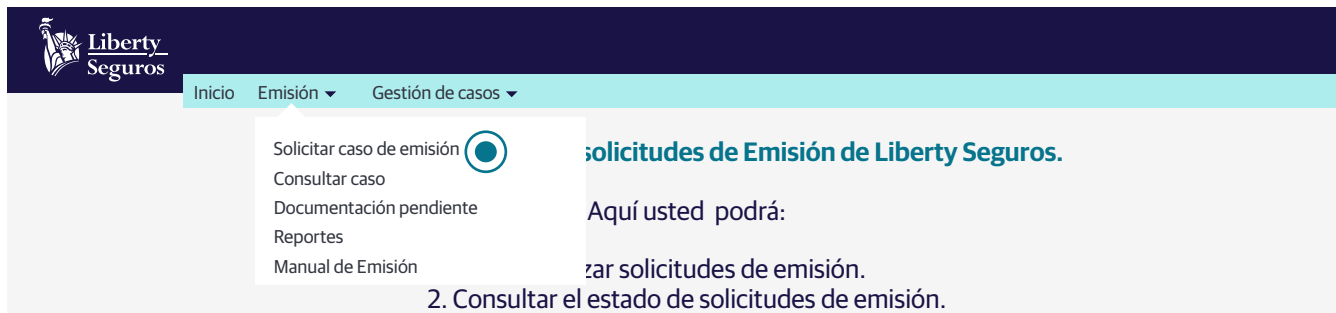 Liberty
Seguros
Inicio Emisión Gestión de casos
Solicitar caso de emisión
solicitudes de Emisión de Liberty Seguros.
Consultar caso
Documentación pendiente
Aquí usted podrá:
Reportes
Manual de Emisión
solicitudes de emisión.
2. Consultar el estado de solicitudes de emisión.